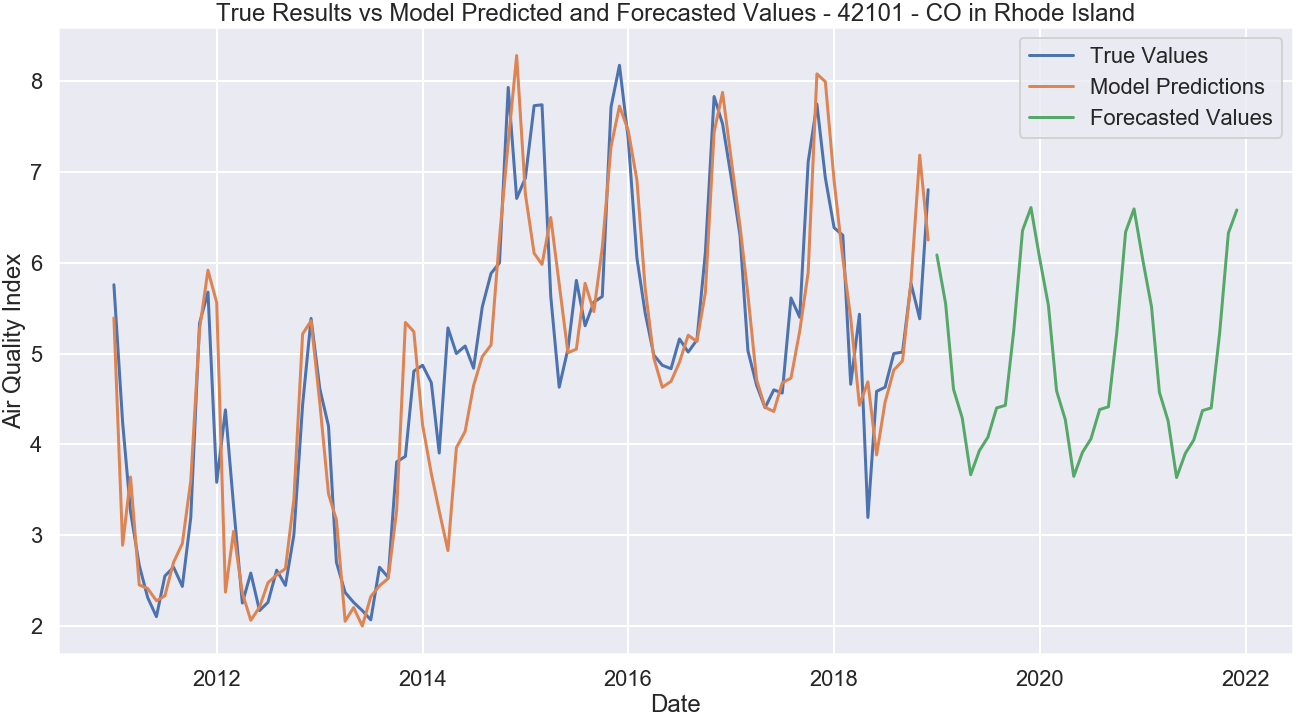 True Results vs Model Predicted and Forecasted Values - 42101 - CO in Rhode Island
True Values
Model Predictions
Forecasted Values
Air Quality Index
8
7
6
5
4
3
2
2012 2014 2016 2018 2020 2022
Date